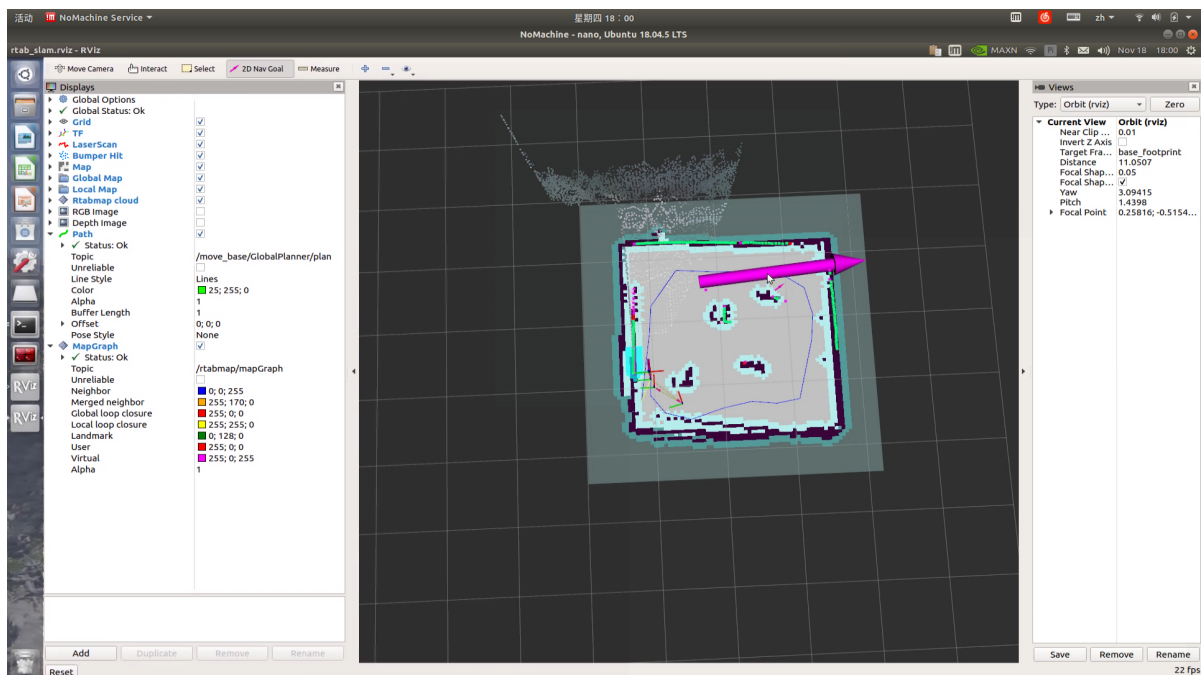 活动 NoMachine Service
星期四 18：00
zh
NoMachine - nano, Ubuntu 18.04.5 LTS
rtab_slam.rviz - RViz
MAXN
Nov 18 18:00
Move Camera Interact Select 2D Nav Goal Measure
Displays
Global Options
Global Status: Ok
Grid
TF
LaserScan
Bumper Hit
Map
Global Map
Local Map
Rtabmap cloud
RGB Image
Depth Image
Path
Status: Ok
Topic /move_base/GlobalPlanner/plan
Unreliable
Line Style Lines
Color 25; 255; 0
Alpha 1
Buffer Length 1
Offset 0; 0; 0
Pose Style None
MapGraph
Status: Ok
Topic /rtabmap/mapGraph
Unreliable
Neighbor 0; 0; 255
Merged neighbor 255; 170; 0
Global loop closure 255; 0; 0
Local loop closure 255; 255; 0
Landmark 0; 128; 0
User 255; 0; 0
Virtual 255; 0; 255
Alpha 1
Add Duplicate Remove Rename
Reset
RViz
RViz
Views
Type: Orbit (rviz) Zero
Current View Orbit (rviz)
Near Clip ... 0.01
Invert Z Axis
Target Fra... base_footprint
Distance 11.0507
Focal Shap... 0.05
Focal Shap...
Yaw 3.09415
Pitch 1.4398
Focal Point 0.25816; -0.5154...
Save Remove Rename
22 fps